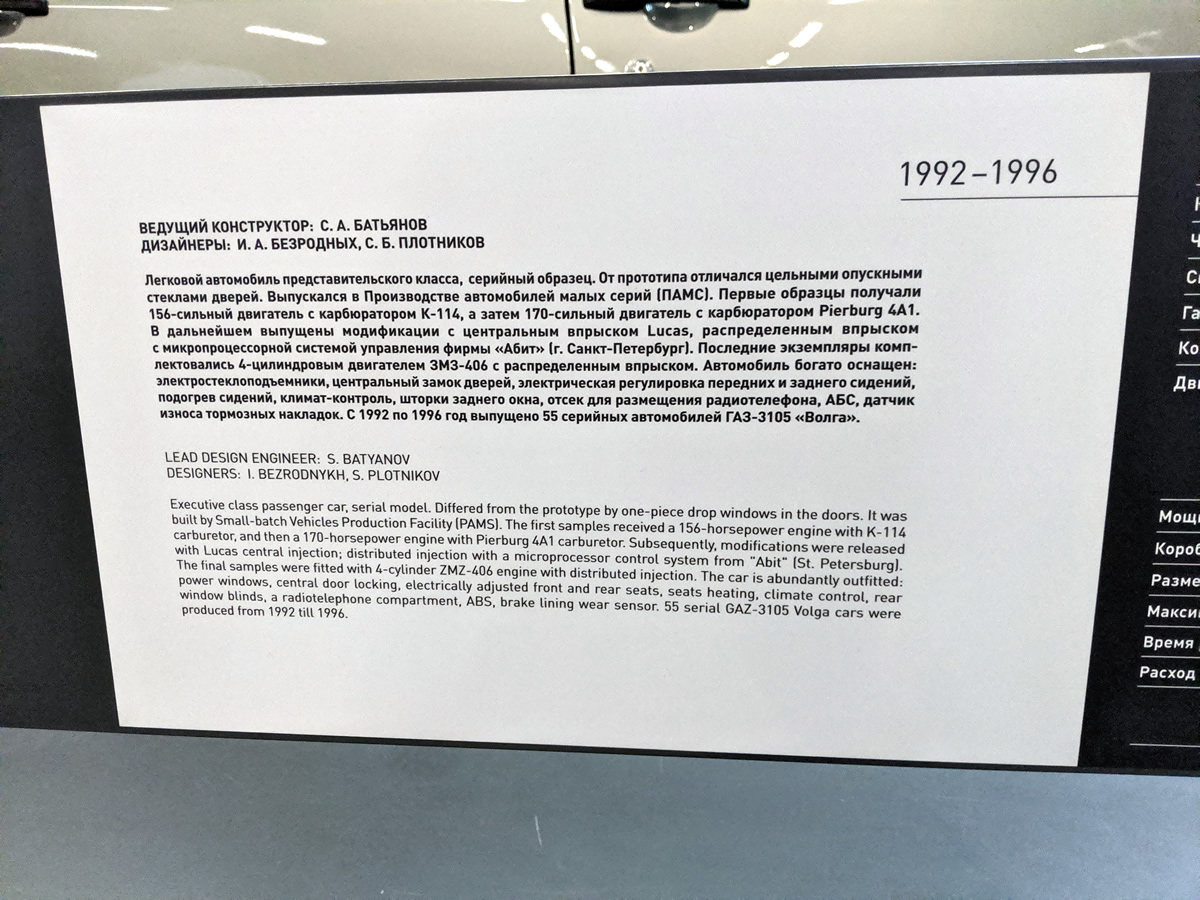 1992–1996
ВЕДУЩИЙ КОНСТРУКТОР: С. А. БАТЬЯНОВ
ДИЗАЙНЕРЫ: И. А. БЕЗРОДНЫХ, С. Б. ПЛОТНИКОВ
Легковой автомобиль представительского класса, серийный образец. От прототипа отличался цельными опускными
стеклами дверей. Выпускался в Производстве автомобилей малых серий (ПАМС). Первые образцы получали
156-сильный двигатель с карбюратором К-114, а затем 170-сильный двигатель с карбюратором Pierburg 4A1.
В дальнейшем выпущены модификации с центральным впрыском Lucas, распределенным впрыском
с микропроцессорной системой управления фирмы «Абит» (г. Санкт-Петербург). Последние экземпляры комп-
лектовались 4-цилиндровым двигателем ЗМЗ-406 с распределенным впрыском. Автомобиль богато оснащен:
электростеклоподъемники, центральный замок дверей, электрическая регулировка передних и заднего сидений,
подогрев сидений, климат-контроль, шторки заднего окна, отсек для размещения радиотелефона, АБС, датчик
износа тормозных накладок. С 1992 по 1996 год выпущено 55 серийных автомобилей ГАЗ-3105 «Волга».
LEAD DESIGN ENGINEER: S. BATYANOV
DESIGNERS: I. BEZRODNYKH, S. PLOTNIKOV
Executive class passenger car, serial model. Differed from the prototype by one-piece drop windows in the doors. It was
built by Small-batch Vehicles Production Facility (PAMS). The first samples received a 156-horsepower engine with K-114
carburetor, and then a 170-horsepower engine with Pierburg 4A1 carburetor. Subsequently, modifications were released
with Lucas central injection; distributed injection with a microprocessor control system from "Abit" (St. Petersburg).
The final samples were fitted with 4-cylinder ZMZ-406 engine with distributed injection. The car is abundantly outfitted:
power windows, central door locking, electrically adjusted front and rear seats, seats heating, climate control, rear
window blinds, a radiotelephone compartment, ABS, brake lining wear sensor. 55 serial GAZ-3105 Volga cars were
produced from 1992 till 1996.
Время
Расход